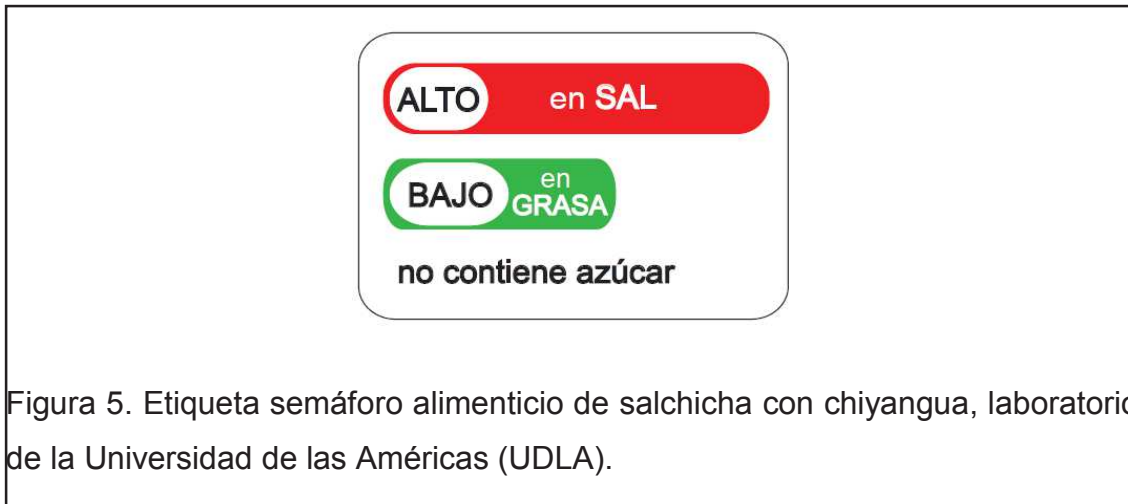 ALTO en SAL
BAJO en GRASA
no contiene azúcar
Figura 5. Etiqueta semáforo alimenticio de salchicha con chiyangua, laboratorio
de la Universidad de las Américas (UDLA).